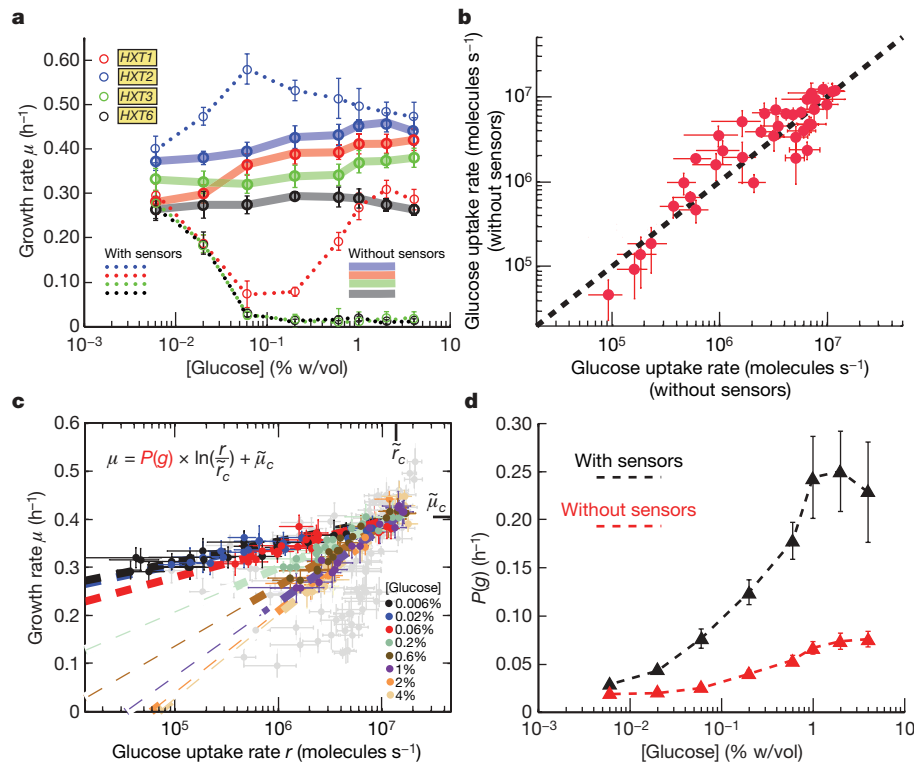 a
0.60
0.50
0.40
0.30
0.20
0.10
0
Growth rate μ (h⁻¹)
HXT1
HXT2
HXT3
HXT6
With sensors
Without sensors
10⁻³
10⁻²
10⁻¹
1
10
[Glucose] (% w/vol)
b
Glucose uptake rate (molecules s⁻¹)
(without sensors)
10⁷
10⁶
10⁵
10⁵
10⁶
10⁷
Glucose uptake rate (molecules s⁻¹)
(without sensors)
c
0.6
0.5
0.4
0.3
0.2
0.1
0
Growth rate μ (h⁻¹)
μ = P(g) × ln(r/r̃c) + μ̃c
r̃c
μ̃c
[Glucose]
0.006%
0.02%
0.06%
0.2%
0.6%
1%
2%
4%
10⁵
10⁶
10⁷
Glucose uptake rate r (molecules s⁻¹)
d
0.30
0.25
0.20
0.15
0.10
0.05
0
P(g) (h⁻¹)
With sensors
Without sensors
10⁻³
10⁻²
10⁻¹
1
10
[Glucose] (% w/vol)